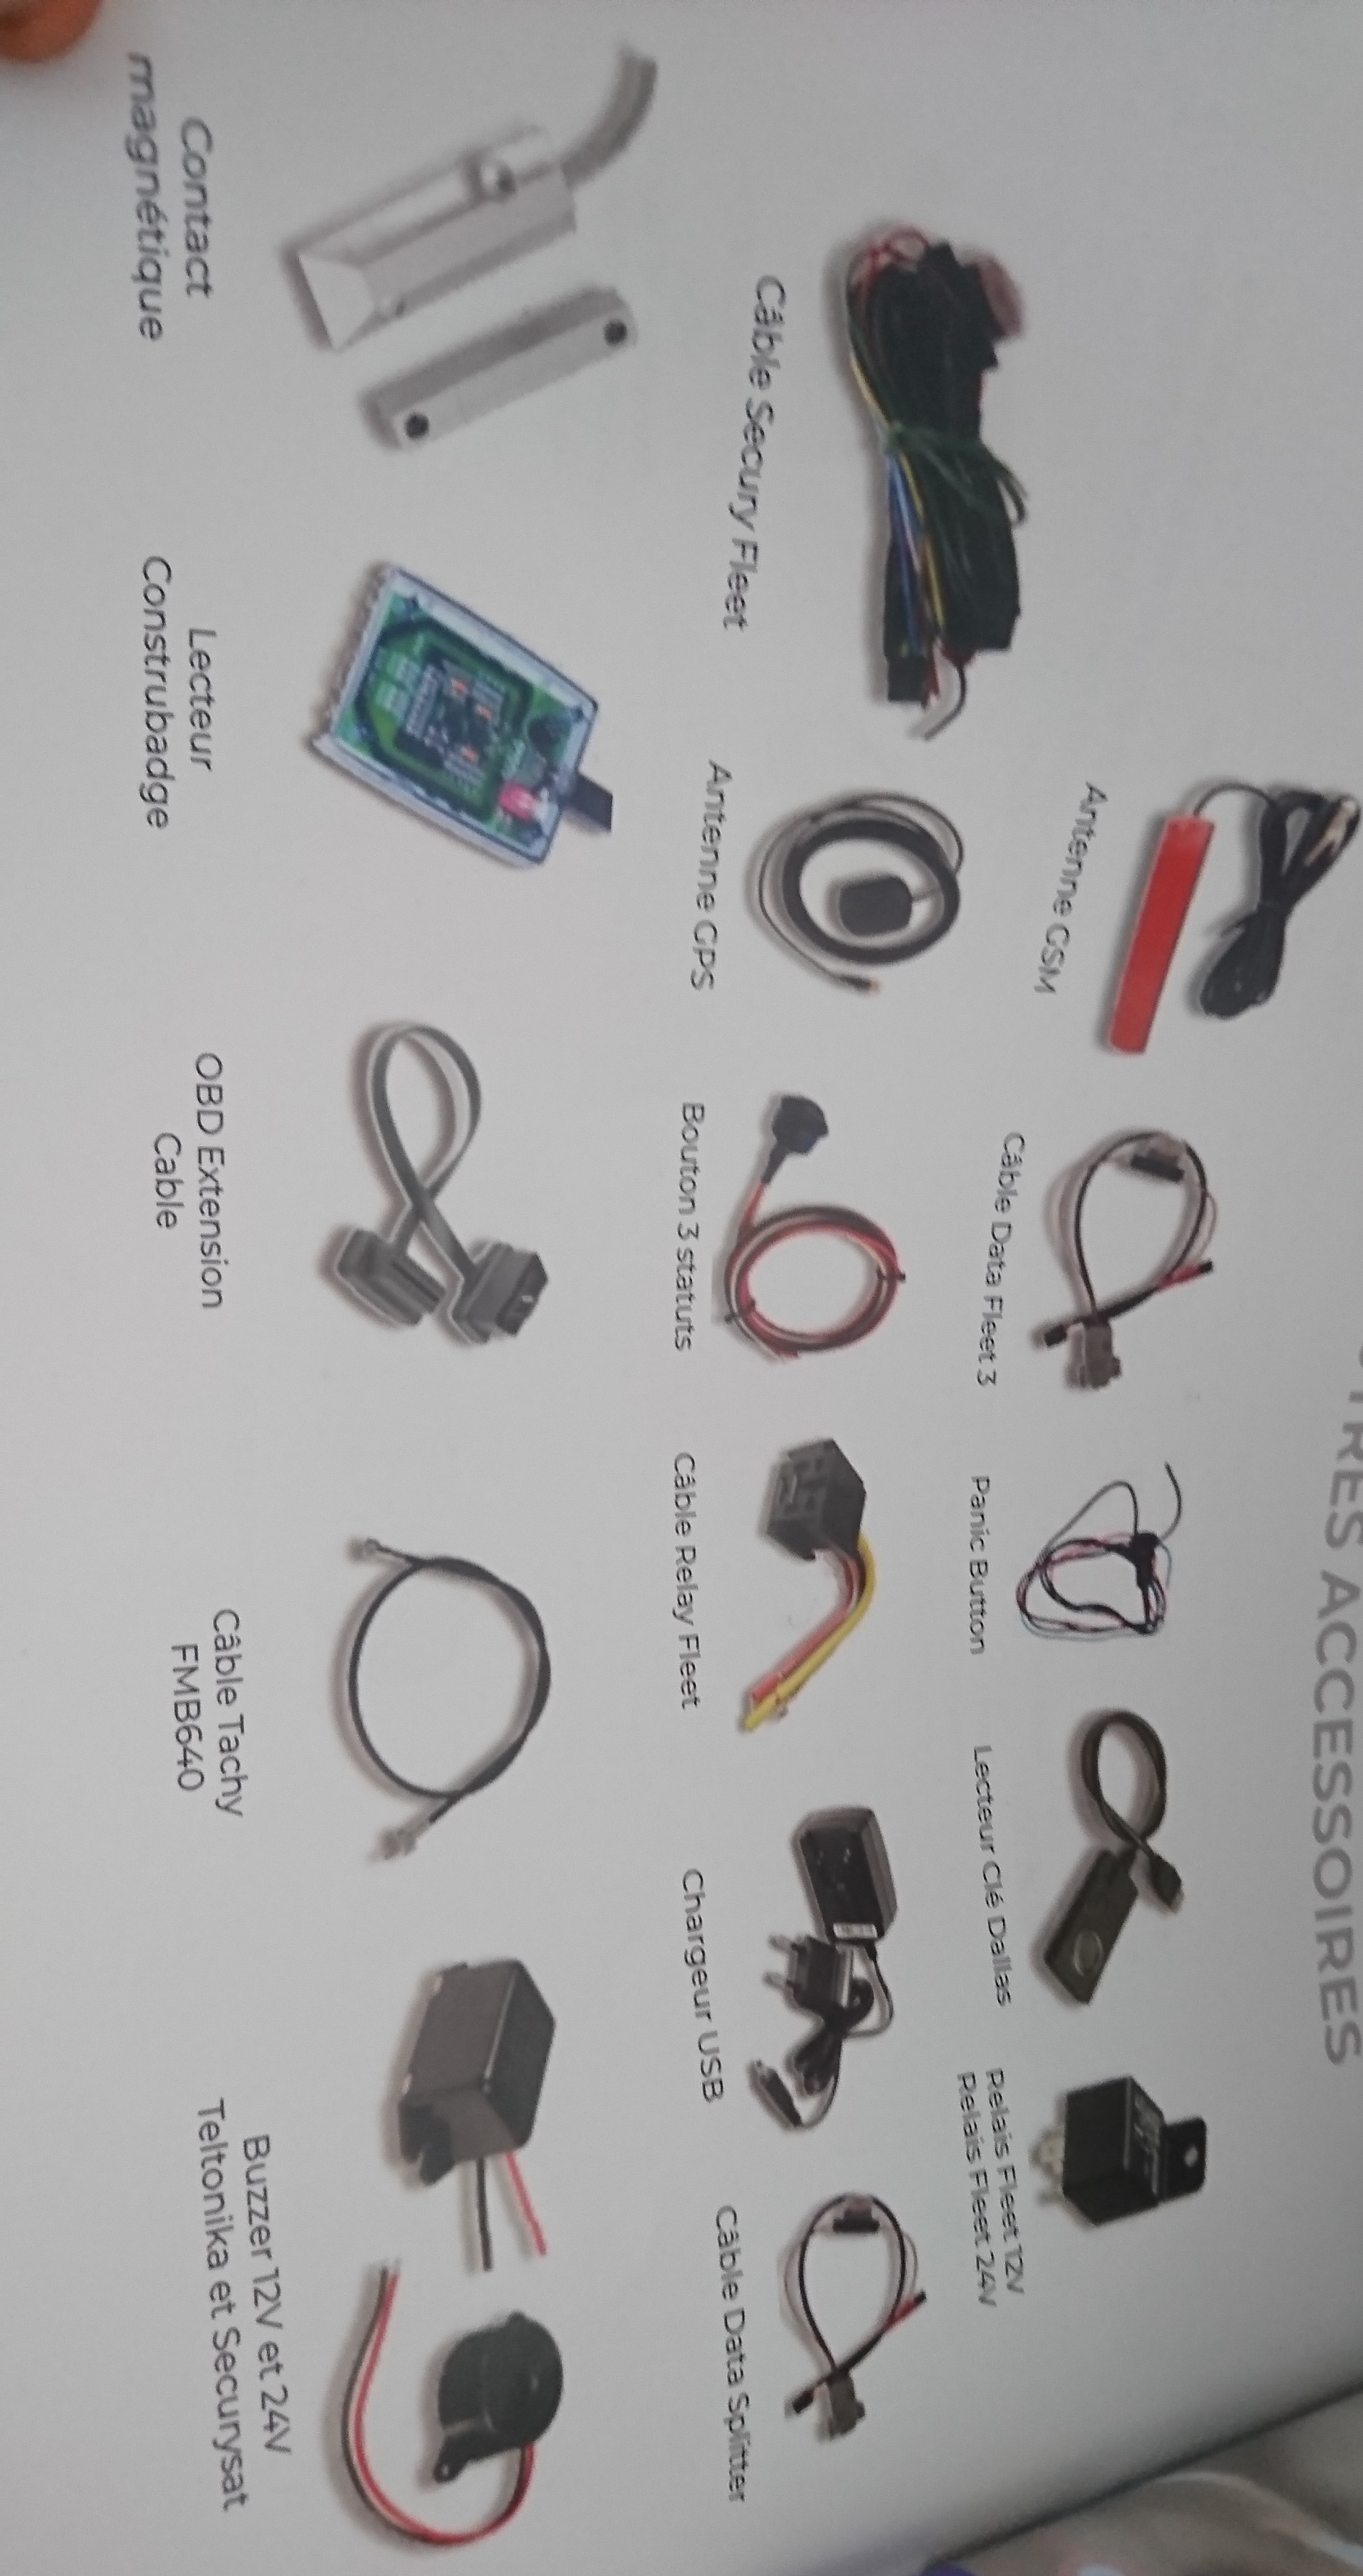 ACCESSOIRES
Antenne GSM
Câble Data Fleet 3
Panic Button
Lecteur Clé Dallas
Relais Fleet 12V
Relais Fleet 24V
Câble Secury Fleet
Antenne GPS
Bouton 3 statuts
Câble Relay Fleet
Chargeur USB
Câble Data Splitter
Contact
magnétique
Lecteur
Construbadge
OBD Extension
Cable
Câble Tachy
FMB640
Buzzer 12V et 24V
Teltonika et Securysat